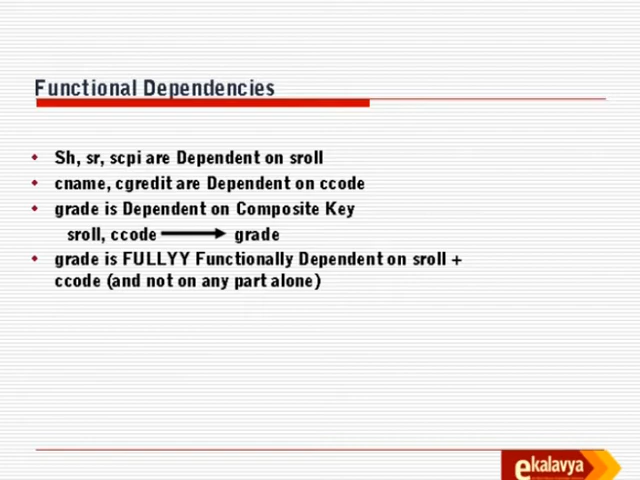 Functional Dependencies
Sh, sr, scpi are Dependent on sroll
cname, cgredit are Dependent on ccode
grade is Dependent on Composite Key
sroll, ccode grade
grade is FULLYY Functionally Dependent on sroll +
ccode (and not on any part alone)
ekalavya